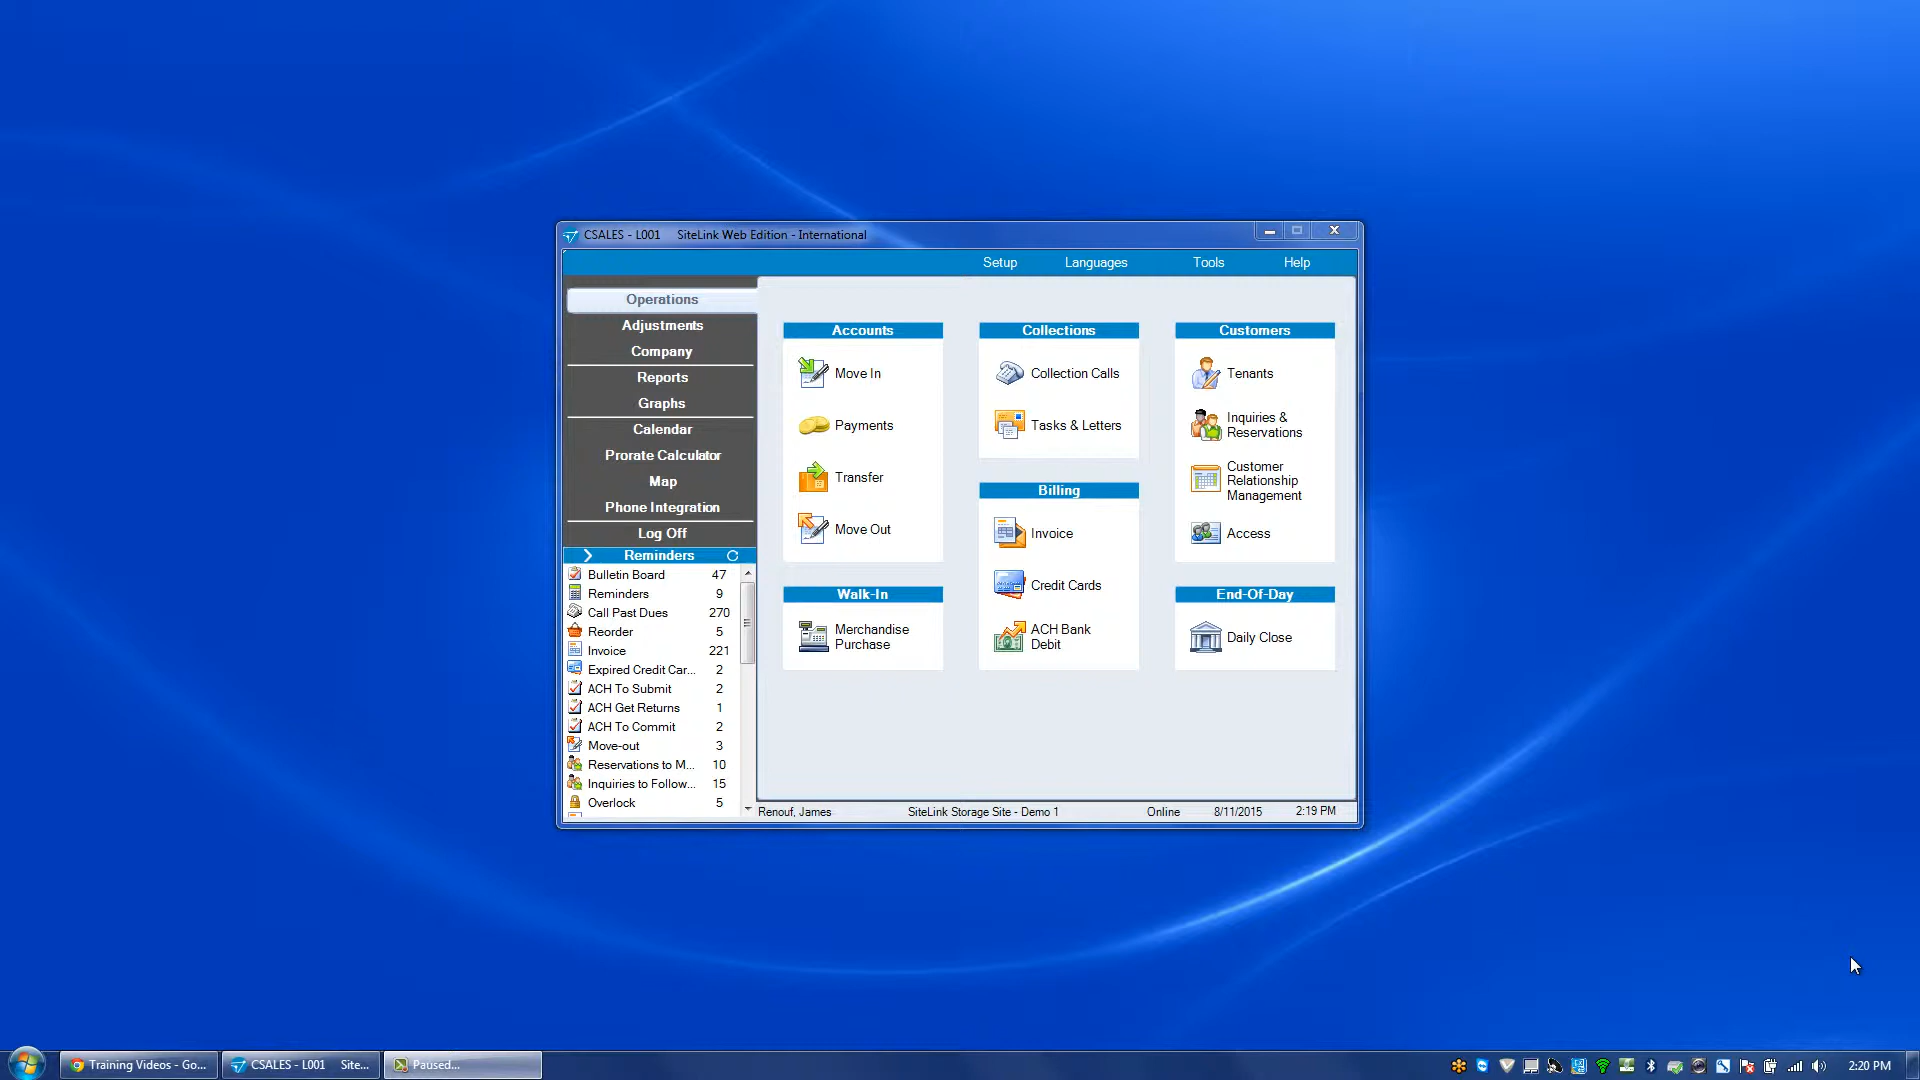 CSALES - L001 SiteLink Web Edition - International
Setup Languages Tools Help
Operations
Adjustments
Company
Reports
Graphs
Calendar
Prorate Calculator
Map
Phone Integration
Log Off
Reminders
Bulletin Board 47
Reminders 9
Call Past Dues 270
Reorder 5
Invoice 221
Expired Credit Car... 2
ACH To Submit 2
ACH Get Returns 1
ACH To Commit 2
Move-out 3
Reservations to M... 10
Inquiries to Follow... 15
Overlock 5
Accounts
Move In
Payments
Transfer
Move Out
Walk-In
Merchandise
Purchase
Collections
Collection Calls
Tasks & Letters
Billing
Invoice
Credit Cards
ACH Bank
Debit
Customers
Tenants
Inquiries &
Reservations
Customer
Relationship
Management
Access
End-Of-Day
Daily Close
Renouf, James SiteLink Storage Site - Demo 1 Online 8/11/2015 2:19 PM
Training Videos - Go... CSALES - L001 Site... Paused... 2:20 PM